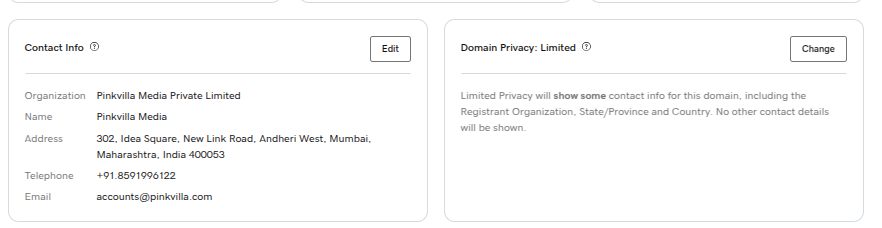 Contact Info
Edit
Organization Pinkvilla Media Private Limited
Name Pinkvilla Media
Address 302, Idea Square, New Link Road, Andheri West, Mumbai,
Maharashtra, India 400053
Telephone +91.8591996122
Email accounts@pinkvilla.com
Domain Privacy: Limited
Change
Limited Privacy will show some contact info for this domain, including the
Registrant Organization, State/Province and Country. No other contact details
will be shown.